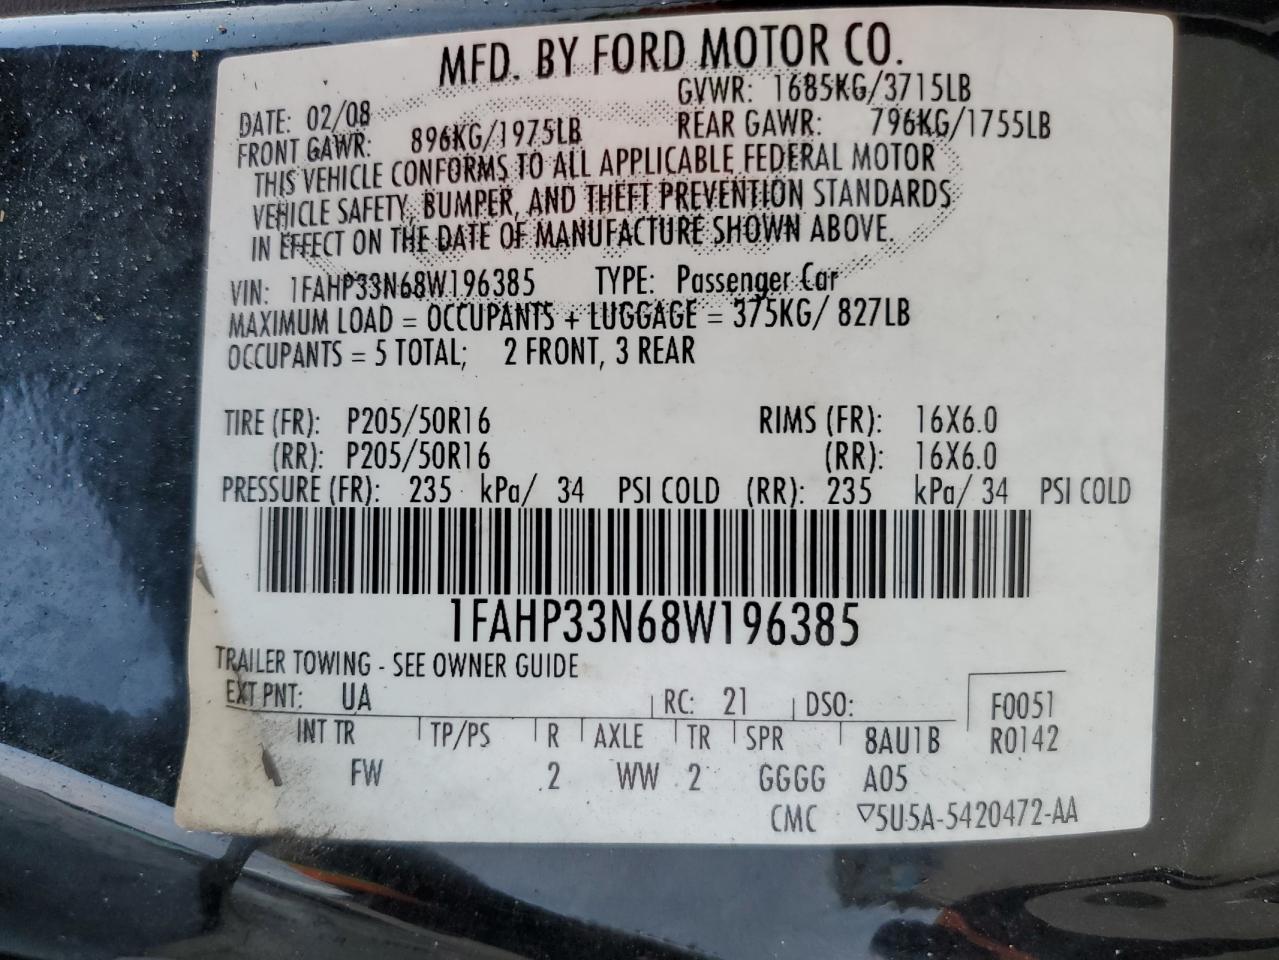 MFD. BY FORD MOTOR CO.
DATE: 02/08 GVWR: 1685KG/3715LB
FRONT GAWR: 896KG/1975LB REAR GAWR: 796KG/1755LB
THIS VEHICLE CONFORMS TO ALL APPLICABLE FEDERAL MOTOR
VEHICLE SAFETY, BUMPER, AND THEFT PREVENTION STANDARDS
IN EFFECT ON THE DATE OF MANUFACTURE SHOWN ABOVE.
VIN: 1FAHP33N68W196385 TYPE: Passenger Car
MAXIMUM LOAD = OCCUPANTS + LUGGAGE = 375KG/ 827LB
OCCUPANTS = 5 TOTAL; 2 FRONT, 3 REAR
TIRE (FR): P205/50R16 RIMS (FR): 16X6.0
(RR): P205/50R16 (RR): 16X6.0
PRESSURE (FR): 235 kPa/ 34 PSI COLD (RR): 235 kPa/ 34 PSI COLD
1FAHP33N68W196385
TRAILER TOWING - SEE OWNER GUIDE
EXT PNT: UA RC: 21 DSO: F0051
INT TR TP/PS R AXLE TR SPR 8AU1B R0142
FW 2 WW 2 GGGG A05
CMC ▽5U5A-5420472-AA